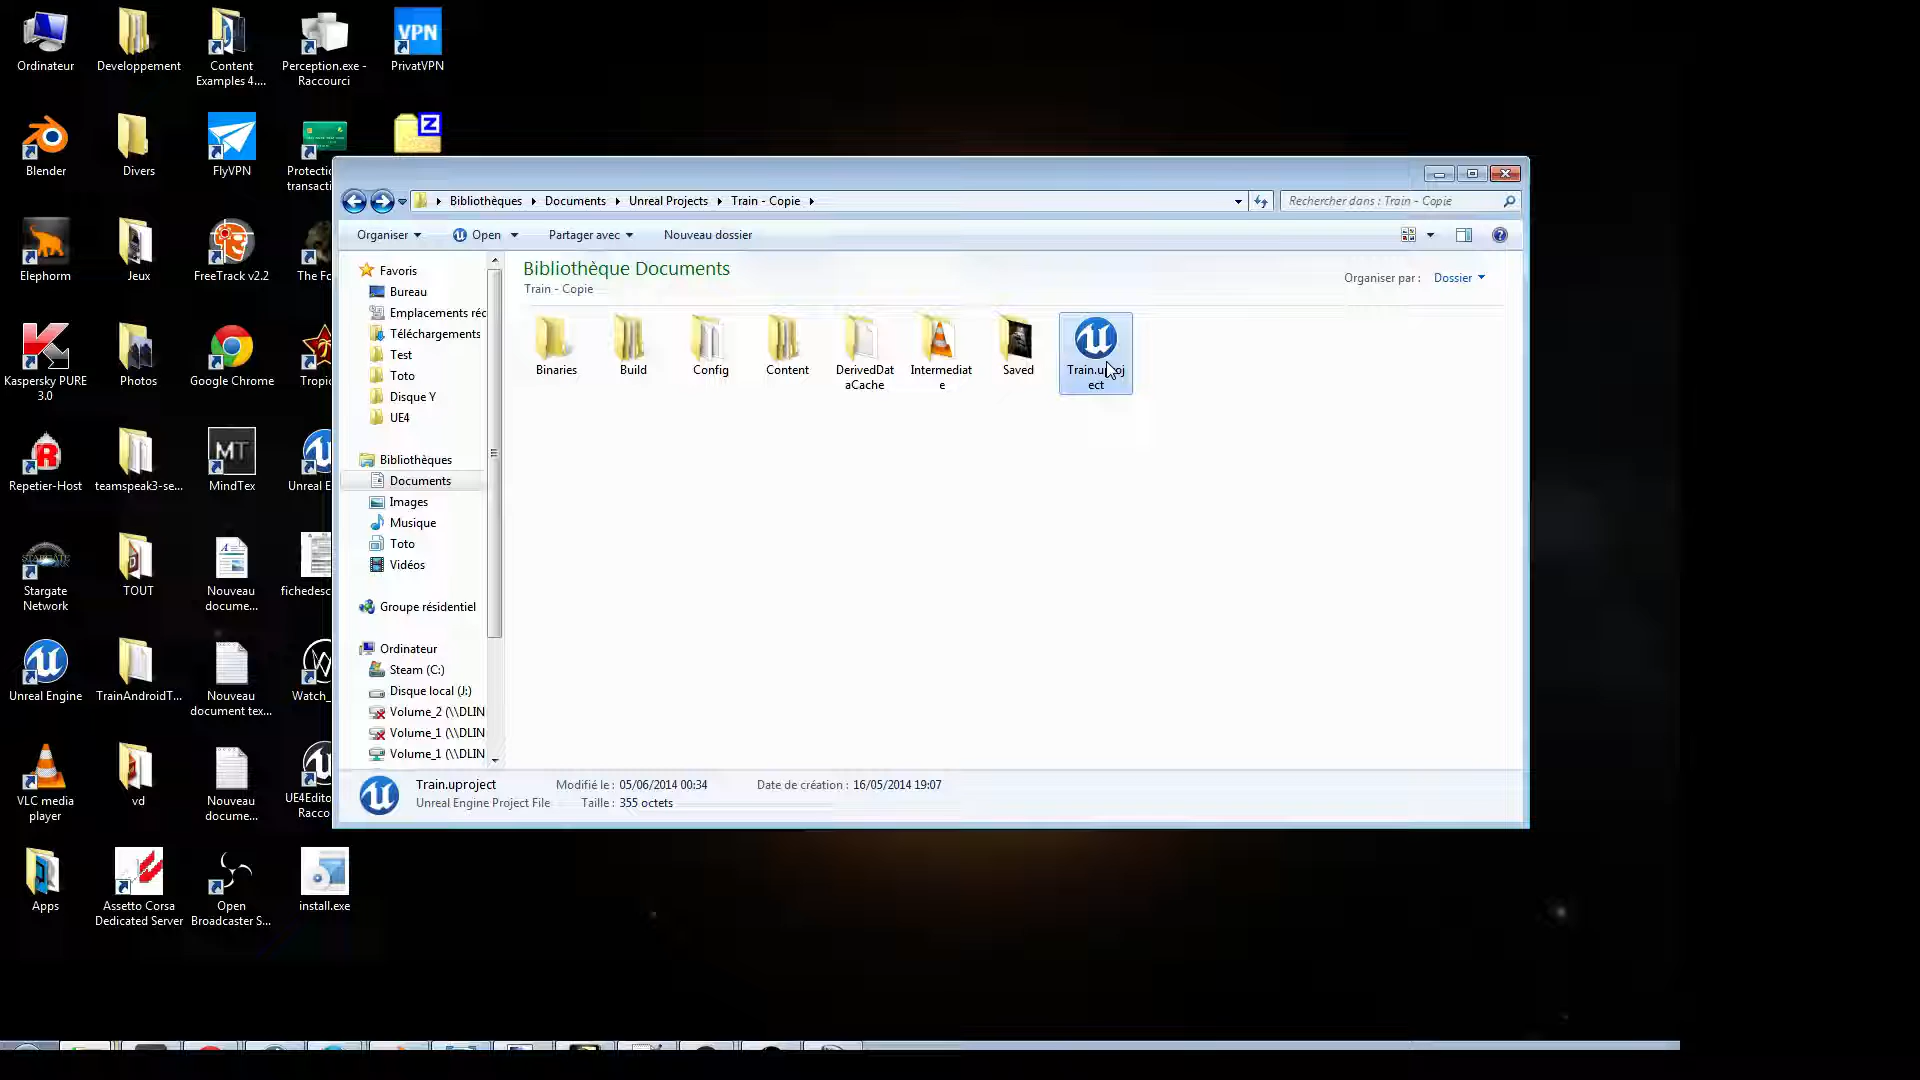 Ordinateur
Developpement
Content
Examples 4....
Perception.exe -
Raccourci
VPN
PrivatVPN
Blender
Divers
FlyVPN
Protectio
transacti
Z
Elephorm
Jeux
FreeTrack v2.2
The Fo
Kaspersky PURE
3.0
Photos
Google Chrome
Tropic
R
Repetier-Host
teamspeak3-se...
MT
MindTex
Unreal E
STARGATE
Stargate
Network
TOUT
Nouveau
docume...
fichedesc
Unreal Engine
TrainAndroidT...
Nouveau
document tex...
Watch_
VLC media
player
vd
Nouveau
docume...
UE4Edito
Racco
Apps
Assetto Corsa
Dedicated Server
Open
Broadcaster S...
install.exe
Bibliothèques
Documents
Unreal Projects
Train - Copie
Rechercher dans : Train - Copie
Organiser
Open
Partager avec
Nouveau dossier
Favoris
Bureau
Emplacements réc
Téléchargements
Test
Toto
Disque Y
UE4
Bibliothèques
Documents
Images
Musique
Toto
Vidéos
Groupe résidentiel
Ordinateur
Steam (C:)
Disque local (J:)
Volume_2 (\\DLIN
Volume_1 (\\DLIN
Volume_1 (\\DLIN
Bibliothèque Documents
Train - Copie
Organiser par :
Dossier
Binaries
Build
Config
Content
DerivedDat
aCache
Intermediat
e
Saved
Train.uproj
ect
Train.uproject
Modifié le : 05/06/2014 00:34
Date de création : 16/05/2014 19:07
Unreal Engine Project File
Taille : 355 octets